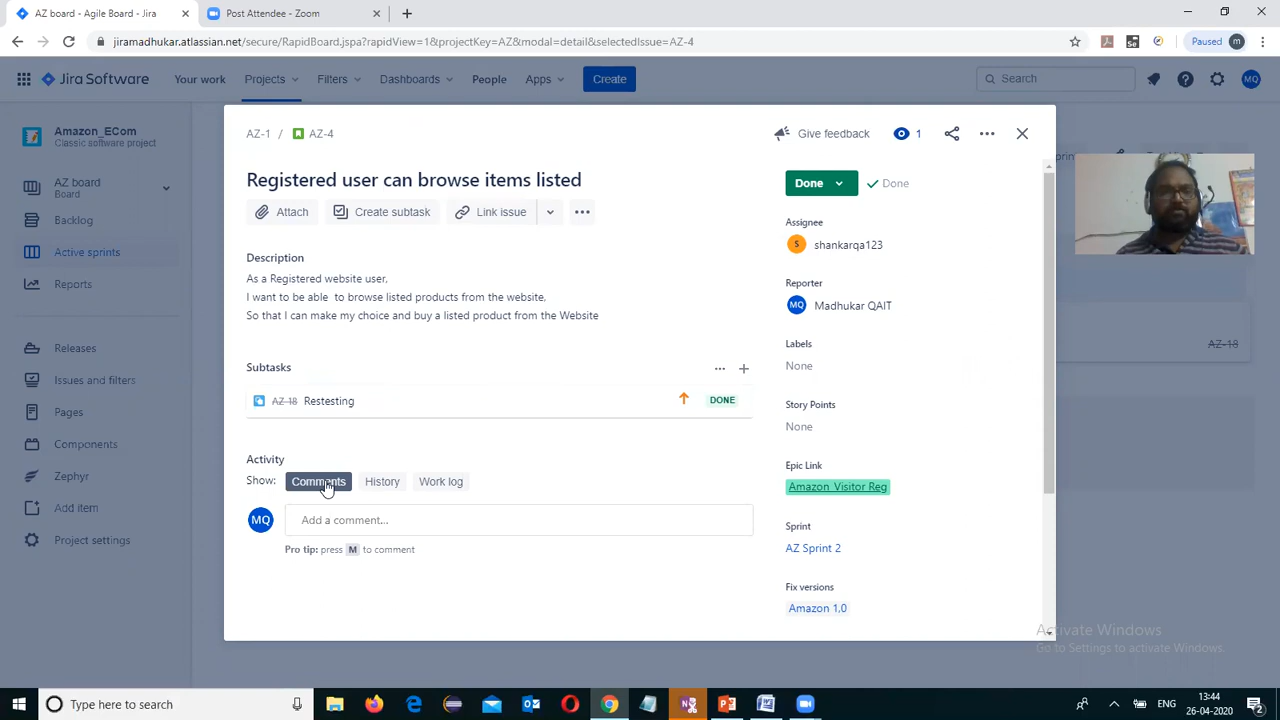 AZ board - Agile Board - Jira
Post Attendee - Zoom
jiramadhukar.atlassian.net/secure/RapidBoard.jspa?rapidView=1&projectKey=AZ&modal=detail&selectedIssue=AZ-4
Paused
m
Jira Software
Your work
Projects
Filters
Dashboards
People
Apps
Create
Search
MQ
Amazon_ECom
Classic software project
AZ board
Board
Backlog
Active sprints
Reports
Releases
Issues and filters
Pages
Components
Zephyr
Add item
Project settings
AZ-1 / AZ-4
Give feedback
1
Registered user can browse items listed
Attach
Create subtask
Link issue
Description
As a Registered website user,
I want to be able to browse listed products from the website,
So that I can make my choice and buy a listed product from the Website
Subtasks
AZ-18 Restesting
DONE
Activity
Show: Comments History Work log
MQ
Add a comment...
Pro tip: press M to comment
Done
Done
Assignee
S shankarqa123
Reporter
MQ Madhukar QAIT
Labels
None
Story Points
None
Epic Link
Amazon_Visitor Reg
Sprint
AZ Sprint 2
Fix versions
Amazon 1.0
AZ-18
Activate Windows
Go to Settings to activate Windows.
Type here to search
ENG
13:44
26-04-2020
2